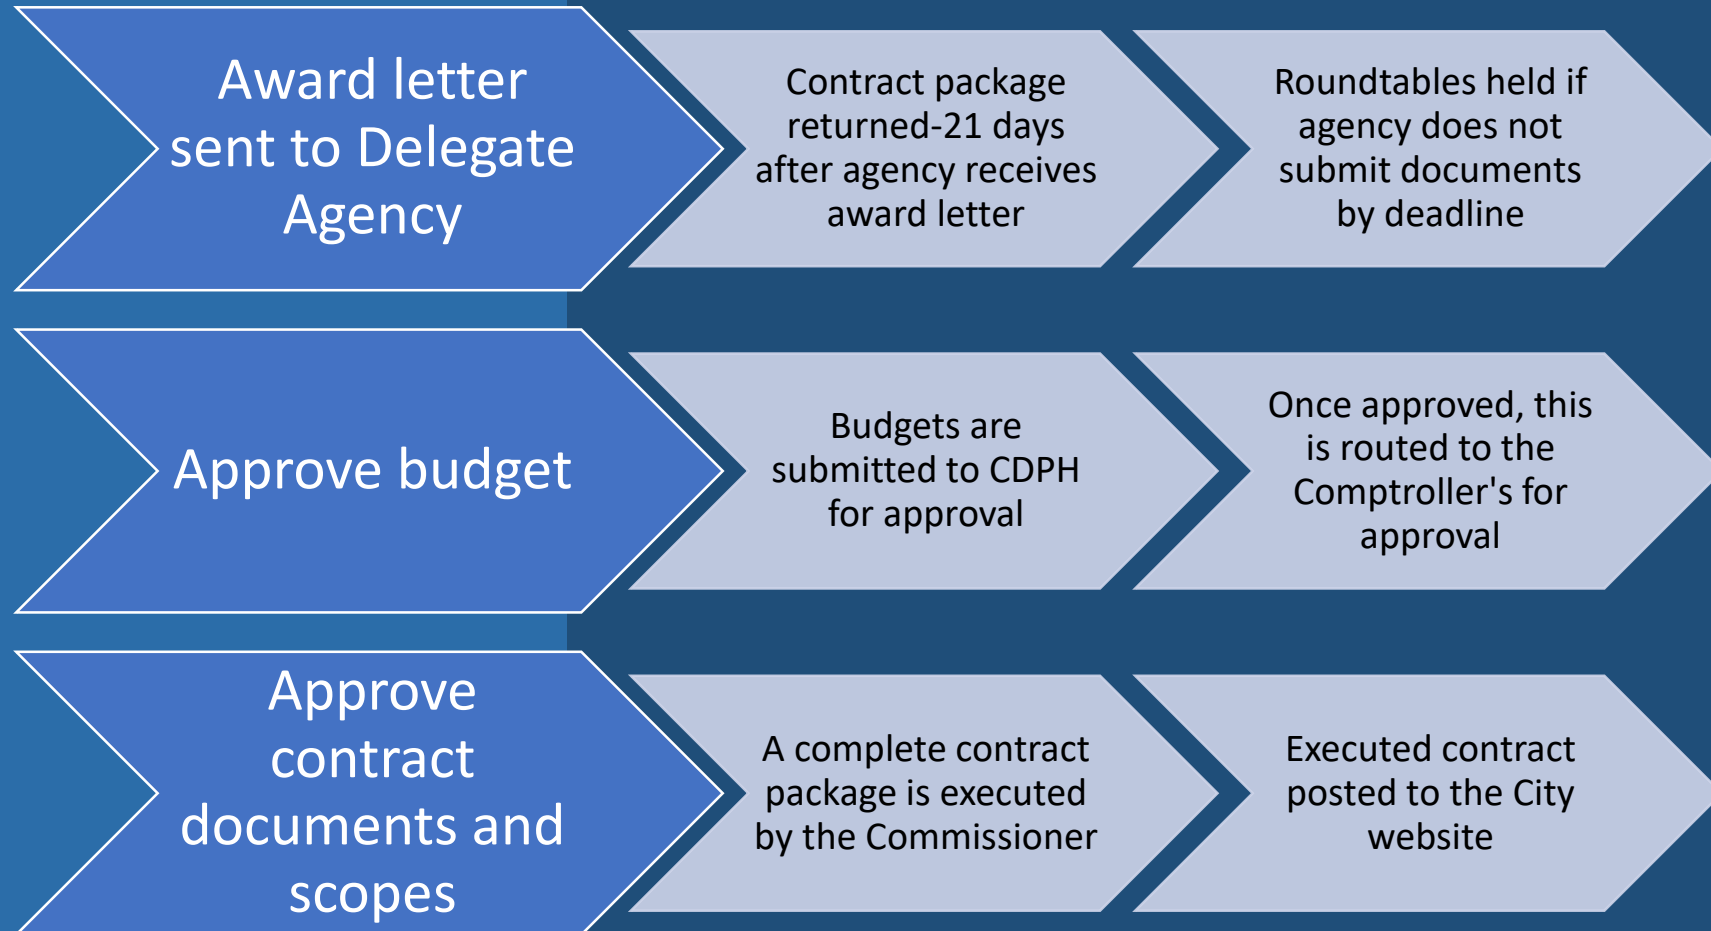 Award letter
sent to Delegate
Agency
Contract package
returned-21 days
after agency receives
award letter
Roundtables held if
agency does not
submit documents
by deadline
Approve budget
Budgets are
submitted to CDPH
for approval
Once approved, this
is routed to the
Comptroller's for
approval
Approve
contract
documents and
scopes
A complete contract
package is executed
by the Commissioner
Executed contract
posted to the City
website